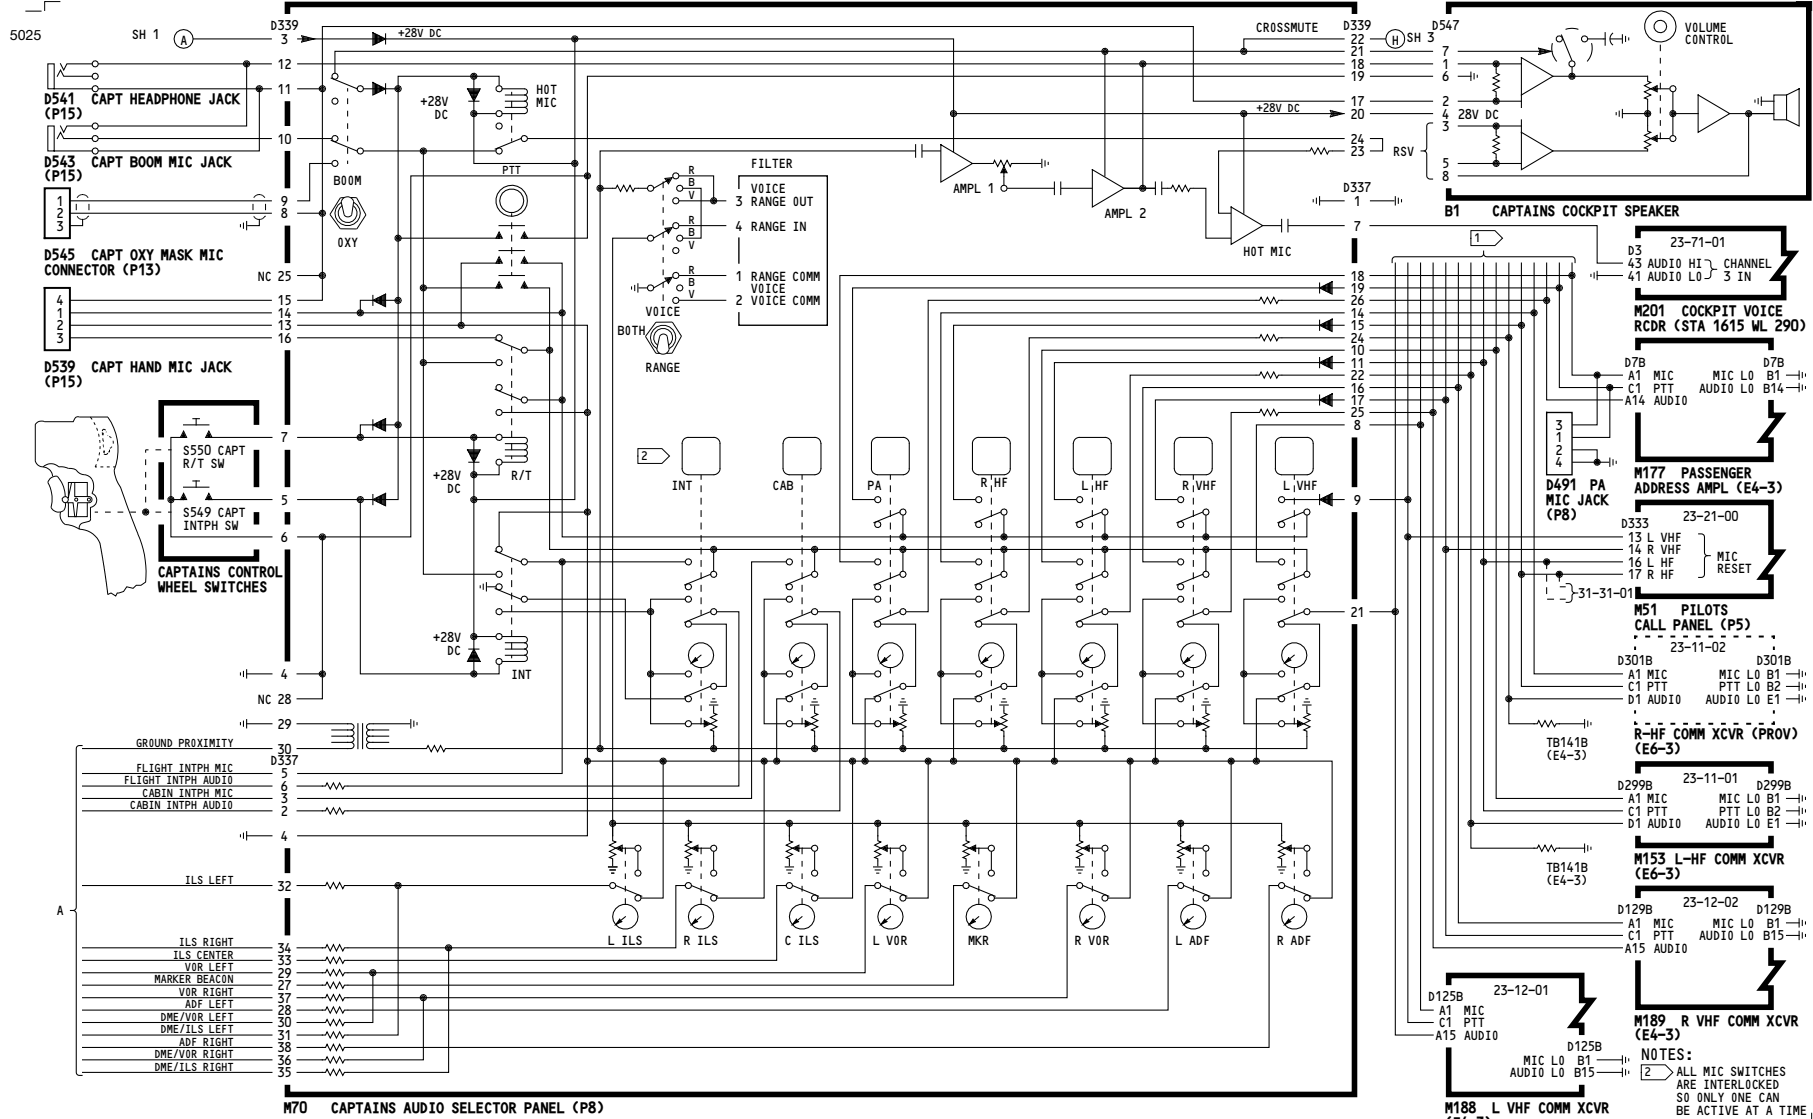 5025
SH 1 A
D339
3
+28V DC
12
11
D541 CAPT HEADPHONE JACK
(P15)
10
D543 CAPT BOOM MIC JACK
(P15)
1
2
3
9
8
D545 CAPT OXY MASK MIC
CONNECTOR (P13)
NC 25
4
1
2
3
15
14
13
16
D539 CAPT HAND MIC JACK
(P15)
7
S550 CAPT
R/T SW
5
S549 CAPT
INTPH SW
6
CAPTAINS CONTROL
WHEEL SWITCHES
4
NC 28
29
GROUND PROXIMITY 30
D337
FLIGHT INTPH MIC 5
FLIGHT INTPH AUDIO 6
CABIN INTPH MIC 3
CABIN INTPH AUDIO 2
4
ILS LEFT 32
A
ILS RIGHT 34
ILS CENTER 33
VOR LEFT 29
MARKER BEACON 27
VOR RIGHT 37
ADF LEFT 28
DME/VOR LEFT 30
DME/ILS LEFT 31
ADF RIGHT 38
DME/VOR RIGHT 36
DME/ILS RIGHT 35
M70 CAPTAINS AUDIO SELECTOR PANEL (P8)
BOOM
OXY
+28V
DC
HOT
MIC
PTT
+28V
DC
R/T
+28V
DC
INT
FILTER
R
B
V
VOICE
3 RANGE OUT
R
B
V
4 RANGE IN
R
B
V
1 RANGE COMM
VOICE
2 VOICE COMM
VOICE
BOTH
RANGE
AMPL 1
AMPL 2
HOT MIC
CROSSMUTE
+28V DC
2
INT
CAB
PA
R HF
L HF
R VHF
L VHF
L ILS
R ILS
C ILS
L VOR
MKR
R VOR
L ADF
R ADF
D339
22 H SH 3
21
18
19
17
20
24
23
RSV
D337
1
7
18
19
26
14
15
24
10
11
22
16
17
25
8
9
21
D547
7
1
6
2
4 28V DC
3
5
8
VOLUME
CONTROL
B1 CAPTAINS COCKPIT SPEAKER
1
23-71-01
D3
43 AUDIO HI
41 AUDIO LO
CHANNEL
3 IN
M201 COCKPIT VOICE
RCDR (STA 1615 WL 290)
D7B D7B
A1 MIC MIC LO B1
C1 PTT AUDIO LO B14
A14 AUDIO
M177 PASSENGER
ADDRESS AMPL (E4-3)
3
1
2
4
D491 PA
MIC JACK
(P8)
23-21-00
D333
13 L VHF
14 R VHF
16 L HF
17 R HF
MIC
RESET
31-31-01
M51 PILOTS
CALL PANEL (P5)
23-11-02
D301B D301B
A1 MIC MIC LO B1
C1 PTT PTT LO B2
D1 AUDIO AUDIO LO E1
R-HF COMM XCVR (PROV)
(E6-3)
TB141B
(E4-3)
23-11-01
D299B D299B
A1 MIC MIC LO B1
C1 PTT PTT LO B2
D1 AUDIO AUDIO LO E1
M153 L-HF COMM XCVR
(E6-3)
TB141B
(E4-3)
23-12-02
D129B D129B
A1 MIC MIC LO B1
C1 PTT AUDIO LO B15
A15 AUDIO
M189 R VHF COMM XCVR
(E4-3)
23-12-01
D125B
A1 MIC
C1 PTT
A15 AUDIO
D125B
MIC LO B1
AUDIO LO B15
M188 L VHF COMM XCVR
NOTES:
2 ALL MIC SWITCHES
ARE INTERLOCKED
SO ONLY ONE CAN
BE ACTIVE AT A TIME